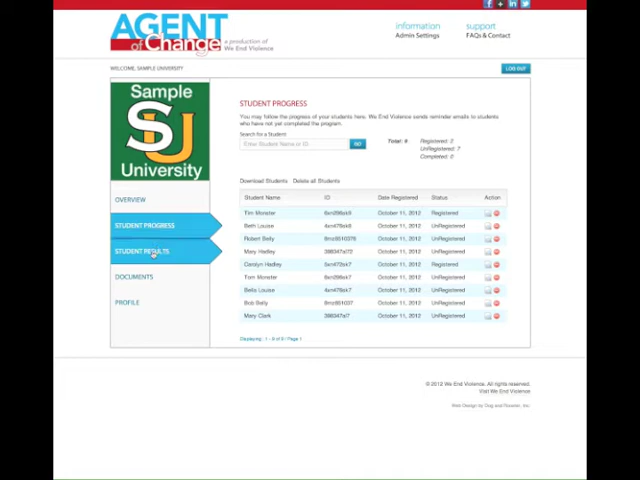 AGENT
of Change
a production of
We End Violence
information
Admin Settings
support
FAQs & Contact
WELCOME, SAMPLE UNIVERSITY
LOG OUT
Sample
SU
University
OVERVIEW
STUDENT PROGRESS
STUDENT RESULTS
DOCUMENTS
PROFILE
STUDENT PROGRESS
You may follow the progress of your students here. We End Violence sends reminder emails to students
who have not yet completed the program.
Search for a Student:
Enter Student Name or ID
GO
Total: 9
Registered: 2
UnRegistered: 7
Completed: 0
Download Students Delete all Students
Student Name ID Date Registered Status Action
Tim Monster October 11, 2012 Registered
Beth Louise October 11, 2012 UnRegistered
Robert Belly October 11, 2012 UnRegistered
Mary Hadley October 11, 2012 UnRegistered
Carolyn Hadley October 11, 2012 Registered
Tom Monster October 11, 2012 UnRegistered
Bella Louise October 11, 2012 UnRegistered
Bob Belly October 11, 2012 UnRegistered
Mary Clark October 11, 2012 UnRegistered
Displaying : 1 - 9 of 9 | Page 1
© 2012 We End Violence. All rights reserved.
Visit We End Violence
Web Design by Dog and Rooster, Inc.